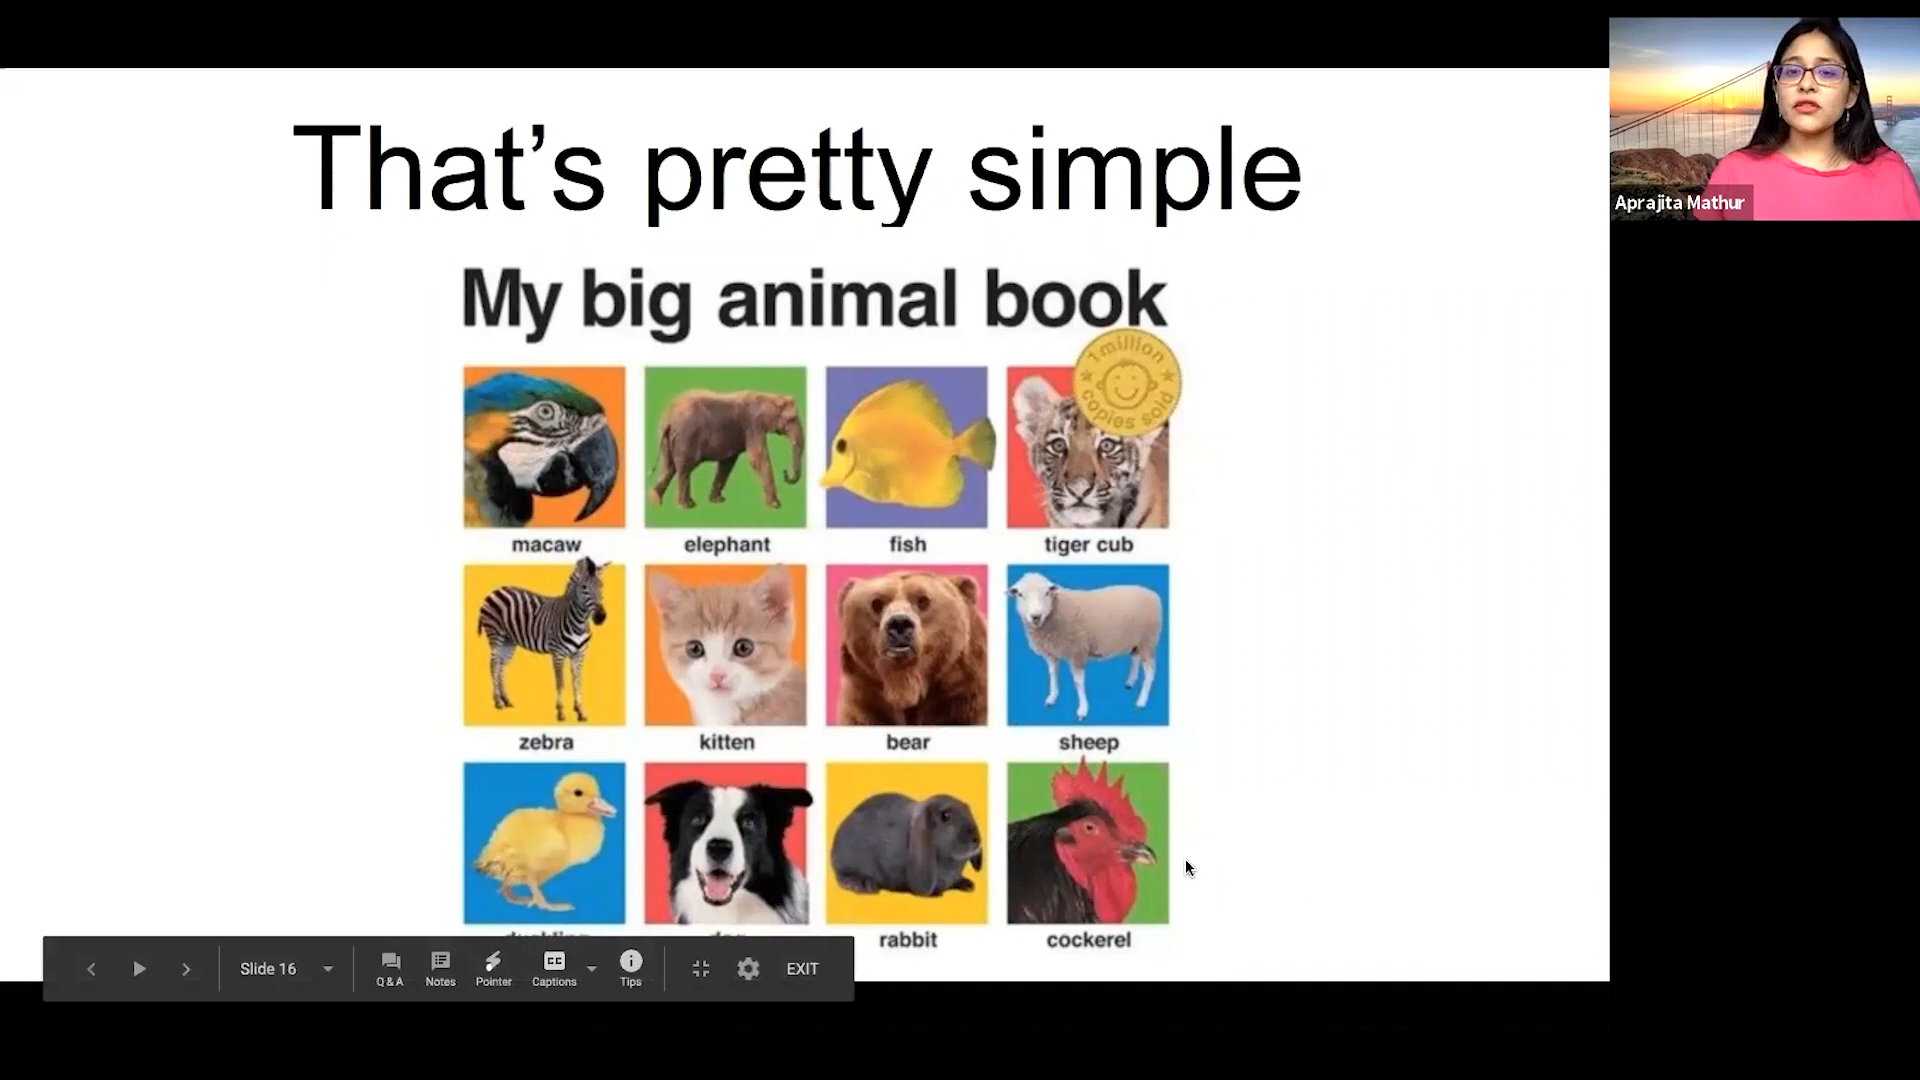 That's pretty simple
My big animal book
1 million
copies sold
macaw elephant fish tiger cub
zebra kitten bear sheep
rabbit cockerel
Slide 16
Q & A Notes Pointer CC Captions Tips EXIT
Aprajita Mathur